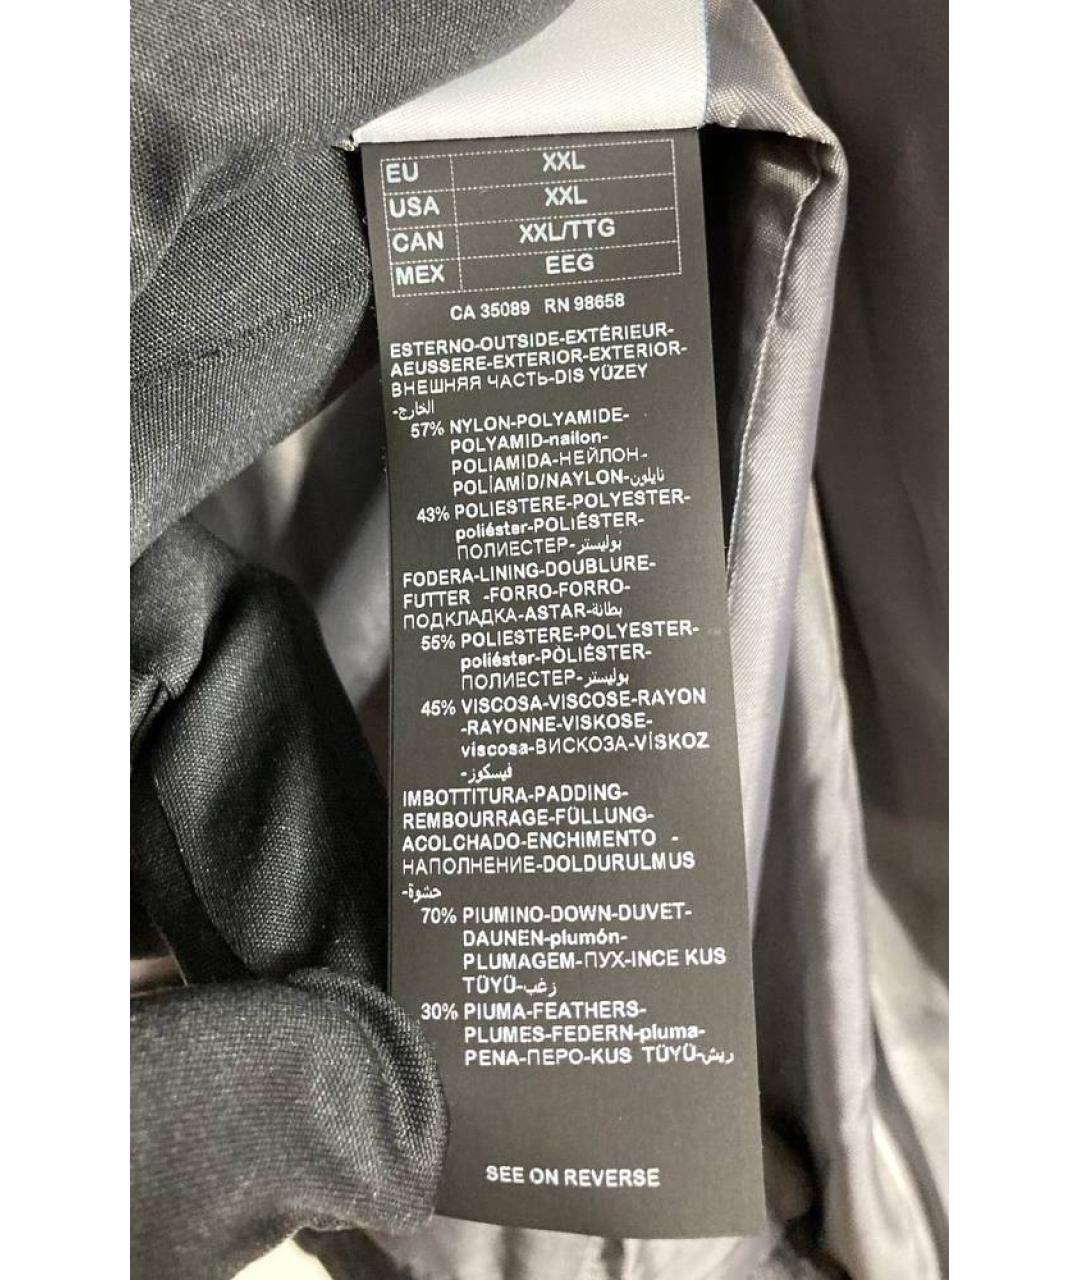 EU XXL
USA XXL
CAN XXL/TTG
MEX EEG
CA 35089 RN 98658
ESTERNO-OUTSIDE-EXTÉRIEUR-
AEUSSERE-EXTERIOR-EXTERIOR-
ВНЕШНЯЯ ЧАСТЬ-DIS YÜZEY
-الخارج
57% NYLON-POLYAMIDE-
POLYAMID-nailon-
POLIAMIDA-НЕЙЛОН-
POLİAMİD/NAYLON-نايلون
43% POLIESTERE-POLYESTER-
poliéster-POLIÉSTER-
ПОЛИЕСТЕР-بوليستر
FODERA-LINING-DOUBLURE-
FUTTER -FORRO-FORRO-
ПОДКЛАДКА-ASTAR-بطانة
55% POLIESTERE-POLYESTER-
poliéster-POLIÉSTER-
ПОЛИЕСТЕР-بوليستر
45% VISCOSA-VISCOSE-RAYON
-RAYONNE-VISKOSE-
viscosa-ВИСКОЗА-VİSKOZ
-فيسكوز
IMBOTTITURA-PADDING-
REMBOURRAGE-FÜLLUNG-
ACOLCHADO-ENCHIMENTO -
НАПОЛНЕНИЕ-DOLDURULMUS
-حشوة
70% PIUMINO-DOWN-DUVET-
DAUNEN-plumón-
PLUMAGEM-ПУХ-INCE KUS
TÜYÜ-زغب
30% PIUMA-FEATHERS-
PLUMES-FEDERN-pluma-
PENA-ПЕРО-KUS TÜYÜ-ريش
SEE ON REVERSE